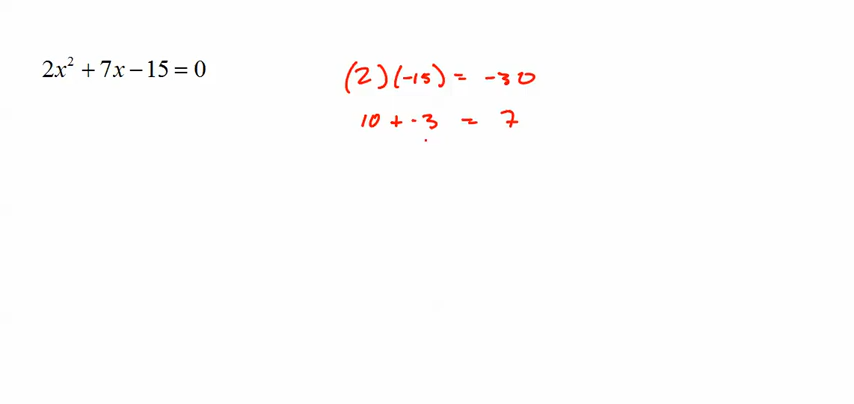 2x² + 7x − 15 = 0
(2)(-15) = -30
10 + -3 = 7